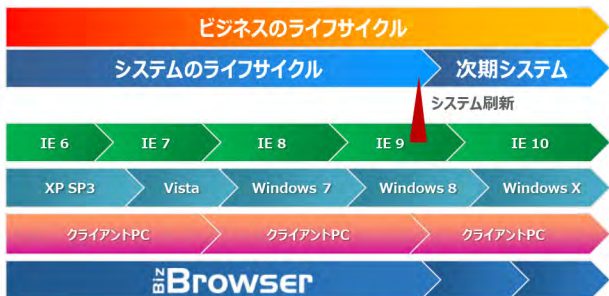 ビジネスのライフサイクル
システムのライフサイクル 次期システム
システム刷新
IE 6 IE 7 IE 8 IE 9 IE 10
XP SP3 Vista Windows 7 Windows 8 Windows X
クライアントPC クライアントPC クライアントPC
Biz Browser